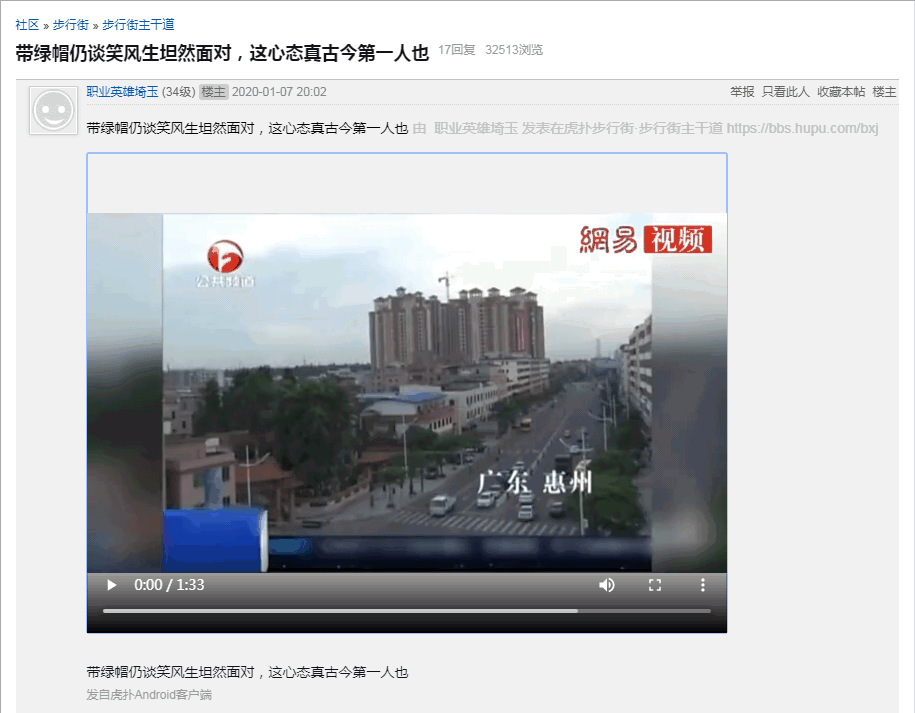 社区 » 步行街 » 步行街主干道
带绿帽仍谈笑风生坦然面对，这心态真古今第一人也 17回复 32513浏览
职业英雄埼玉 (34级) 楼主 2020-01-07 20:02 举报 只看此人 收藏本帖 楼主
带绿帽仍谈笑风生坦然面对，这心态真古今第一人也 由 职业英雄埼玉 发表在虎扑步行街·步行街主干道 https://bbs.hupu.com/bxj
網易 视频
公共频道
广东 惠州
0:00 / 1:33
带绿帽仍谈笑风生坦然面对，这心态真古今第一人也
发自虎扑Android客户端